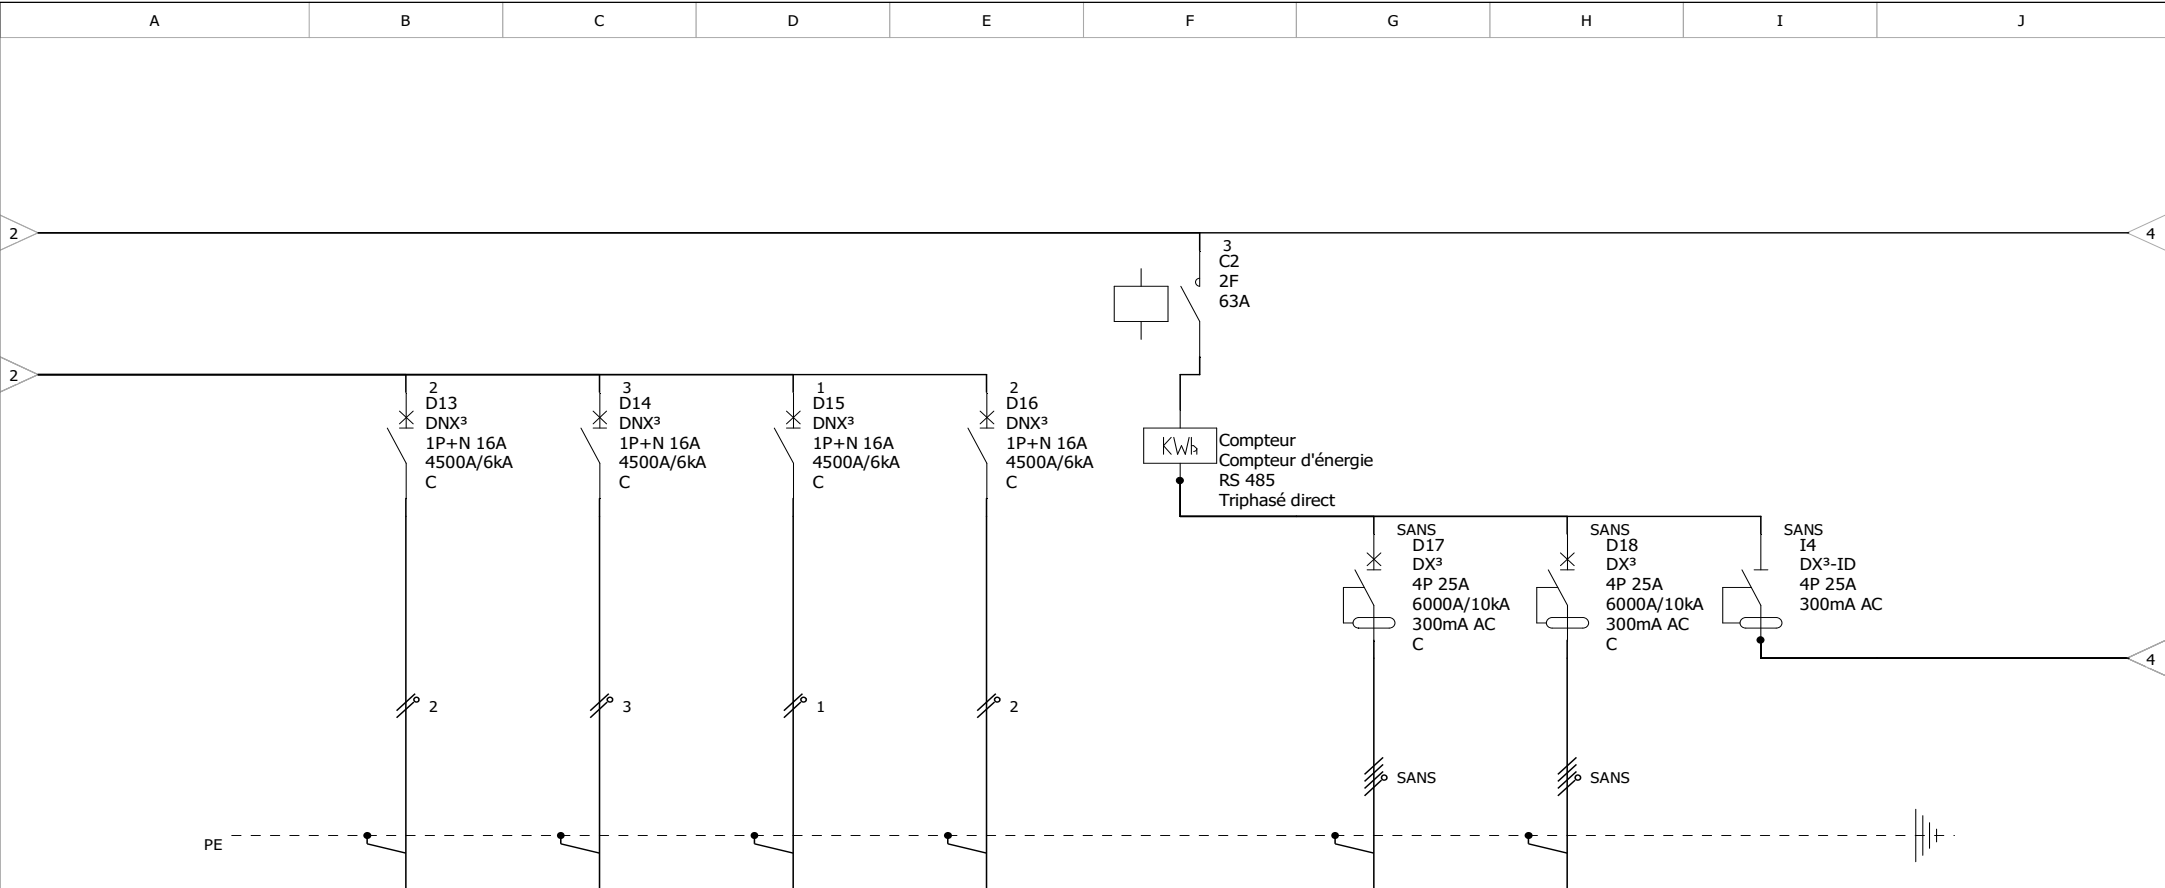 A B C D E F G H I J
2
4
3
C2
2F
63A
2
2
D13
DNX³
1P+N 16A
4500A/6kA
C
3
D14
DNX³
1P+N 16A
4500A/6kA
C
1
D15
DNX³
1P+N 16A
4500A/6kA
C
2
D16
DNX³
1P+N 16A
4500A/6kA
C
KWh
Compteur
Compteur d'énergie
RS 485
Triphasé direct
SANS
D17
DX³
4P 25A
6000A/10kA
300mA AC
C
SANS
D18
DX³
4P 25A
6000A/10kA
300mA AC
C
SANS
I4
DX³-ID
4P 25A
300mA AC
4
2
3
1
2
SANS
SANS
PE